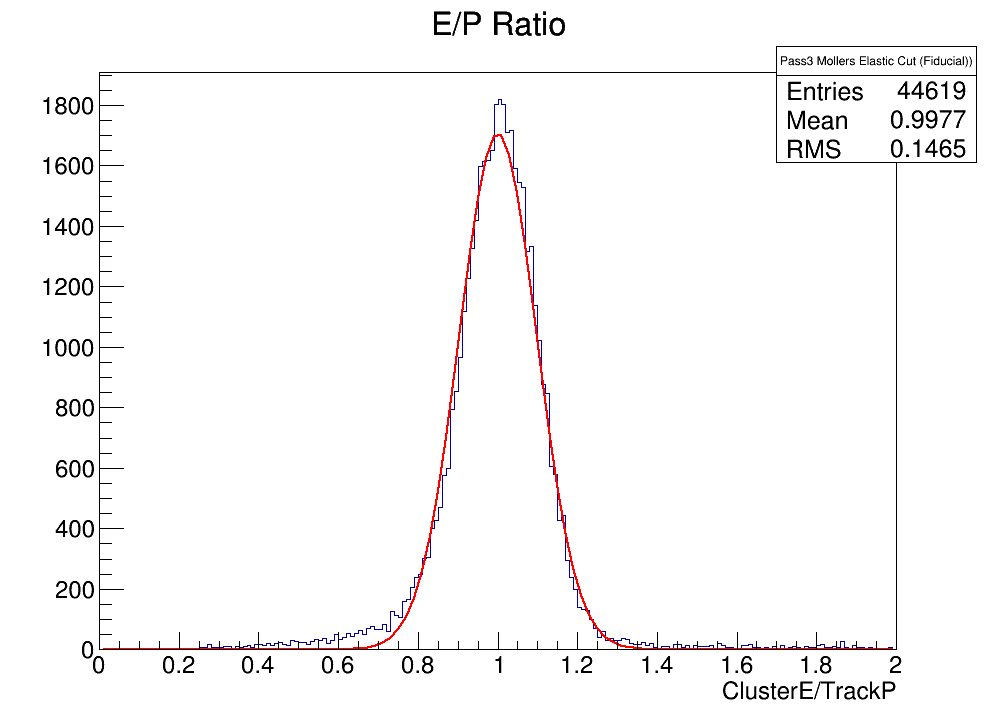 E/P Ratio
Pass3 Mollers Elastic Cut (Fiducial))
Entries 44619
Mean 0.9977
RMS 0.1465
1800
1600
1400
1200
1000
800
600
400
200
0
0 0.2 0.4 0.6 0.8 1 1.2 1.4 1.6 1.8 2
ClusterE/TrackP